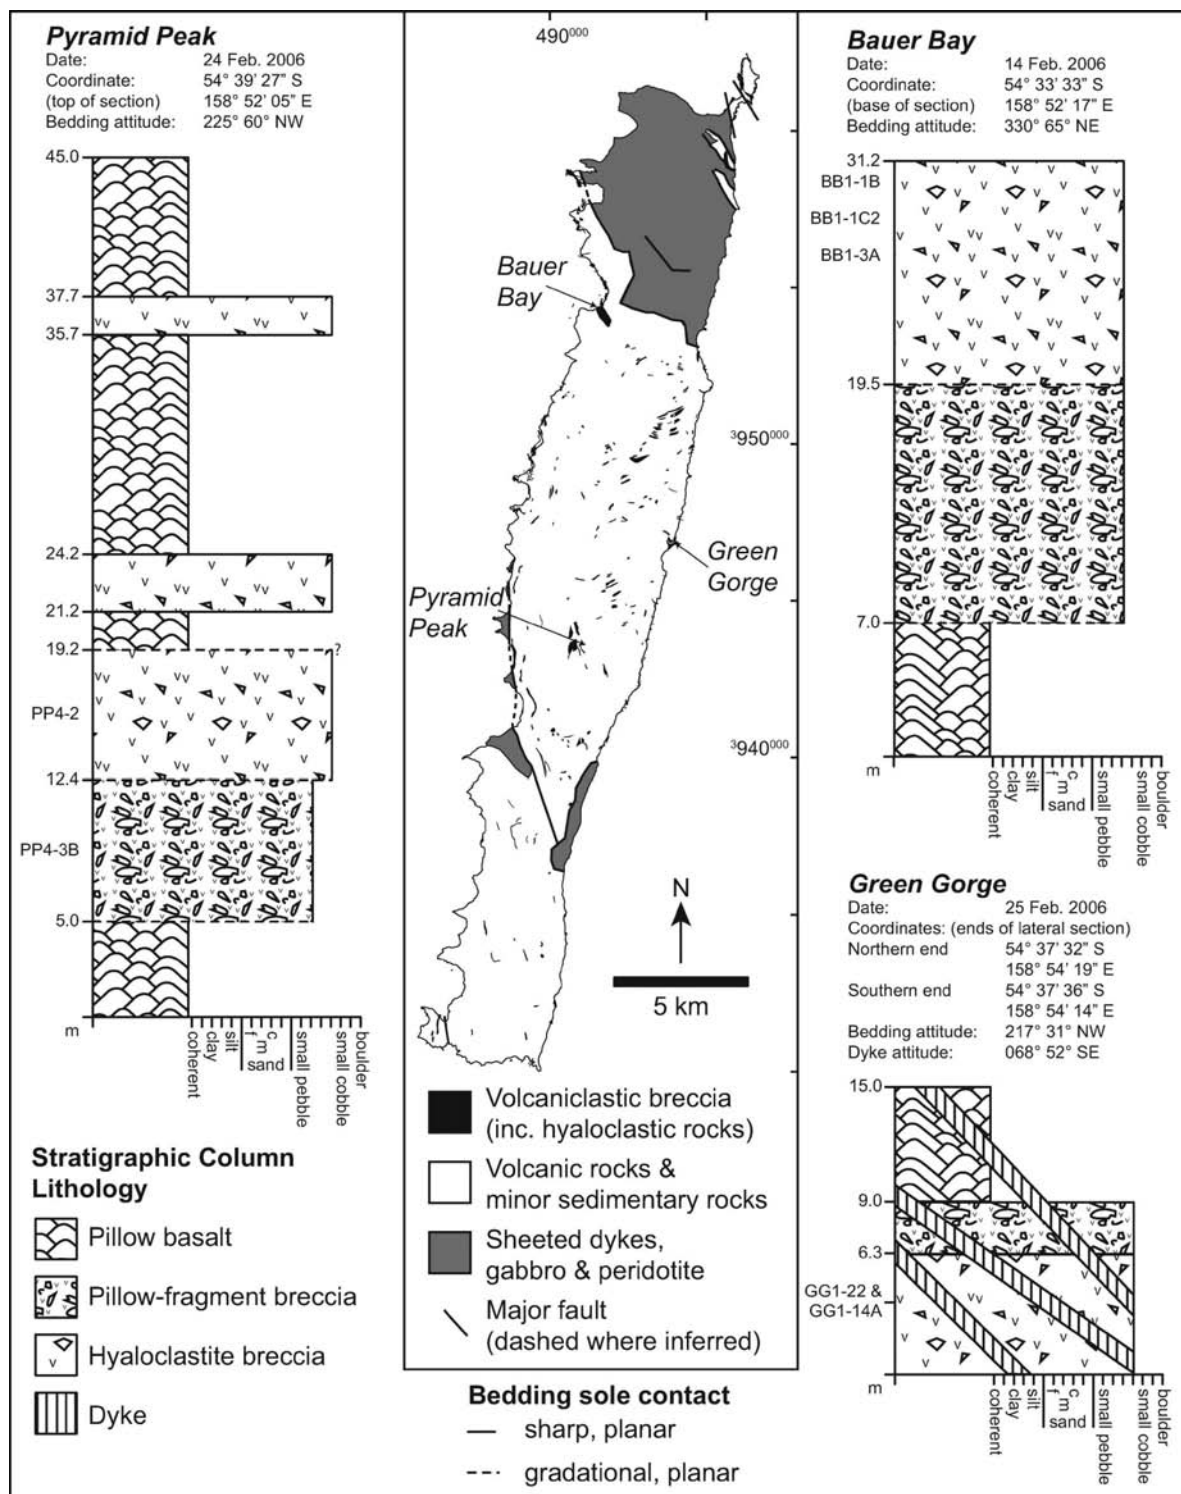 Pyramid Peak
Date: 24 Feb. 2006
Coordinate: 54° 39' 27" S
(top of section) 158° 52' 05" E
Bedding attitude: 225° 60° NW
45.0
37.7
35.7
24.2
21.2
19.2
?
PP4-2
12.4
PP4-3B
5.0
m
coherent
clay
silt
f m c
sand
small pebble
small cobble
boulder
Stratigraphic Column
Lithology
Pillow basalt
Pillow-fragment breccia
Hyaloclastite breccia
Dyke
490000
Bauer
Bay
3950000
Green
Gorge
Pyramid
Peak
3940000
N
5 km
Volcaniclastic breccia
(inc. hyaloclastic rocks)
Volcanic rocks &
minor sedimentary rocks
Sheeted dykes,
gabbro & peridotite
Major fault
(dashed where inferred)
Bedding sole contact
sharp, planar
gradational, planar
Bauer Bay
Date: 14 Feb. 2006
Coordinate: 54° 33' 33" S
(base of section) 158° 52' 17" E
Bedding attitude: 330° 65° NE
31.2
BB1-1B
BB1-1C2
BB1-3A
19.5
7.0
m
coherent
clay
silt
f m c
sand
small pebble
small cobble
boulder
Green Gorge
Date: 25 Feb. 2006
Coordinates: (ends of lateral section)
Northern end 54° 37' 32" S
158° 54' 19" E
Southern end 54° 37' 36" S
158° 54' 14" E
Bedding attitude: 217° 31° NW
Dyke attitude: 068° 52° SE
15.0
9.0
6.3
GG1-22 &
GG1-14A
m
coherent
clay
silt
f m c
sand
small pebble
small cobble
boulder